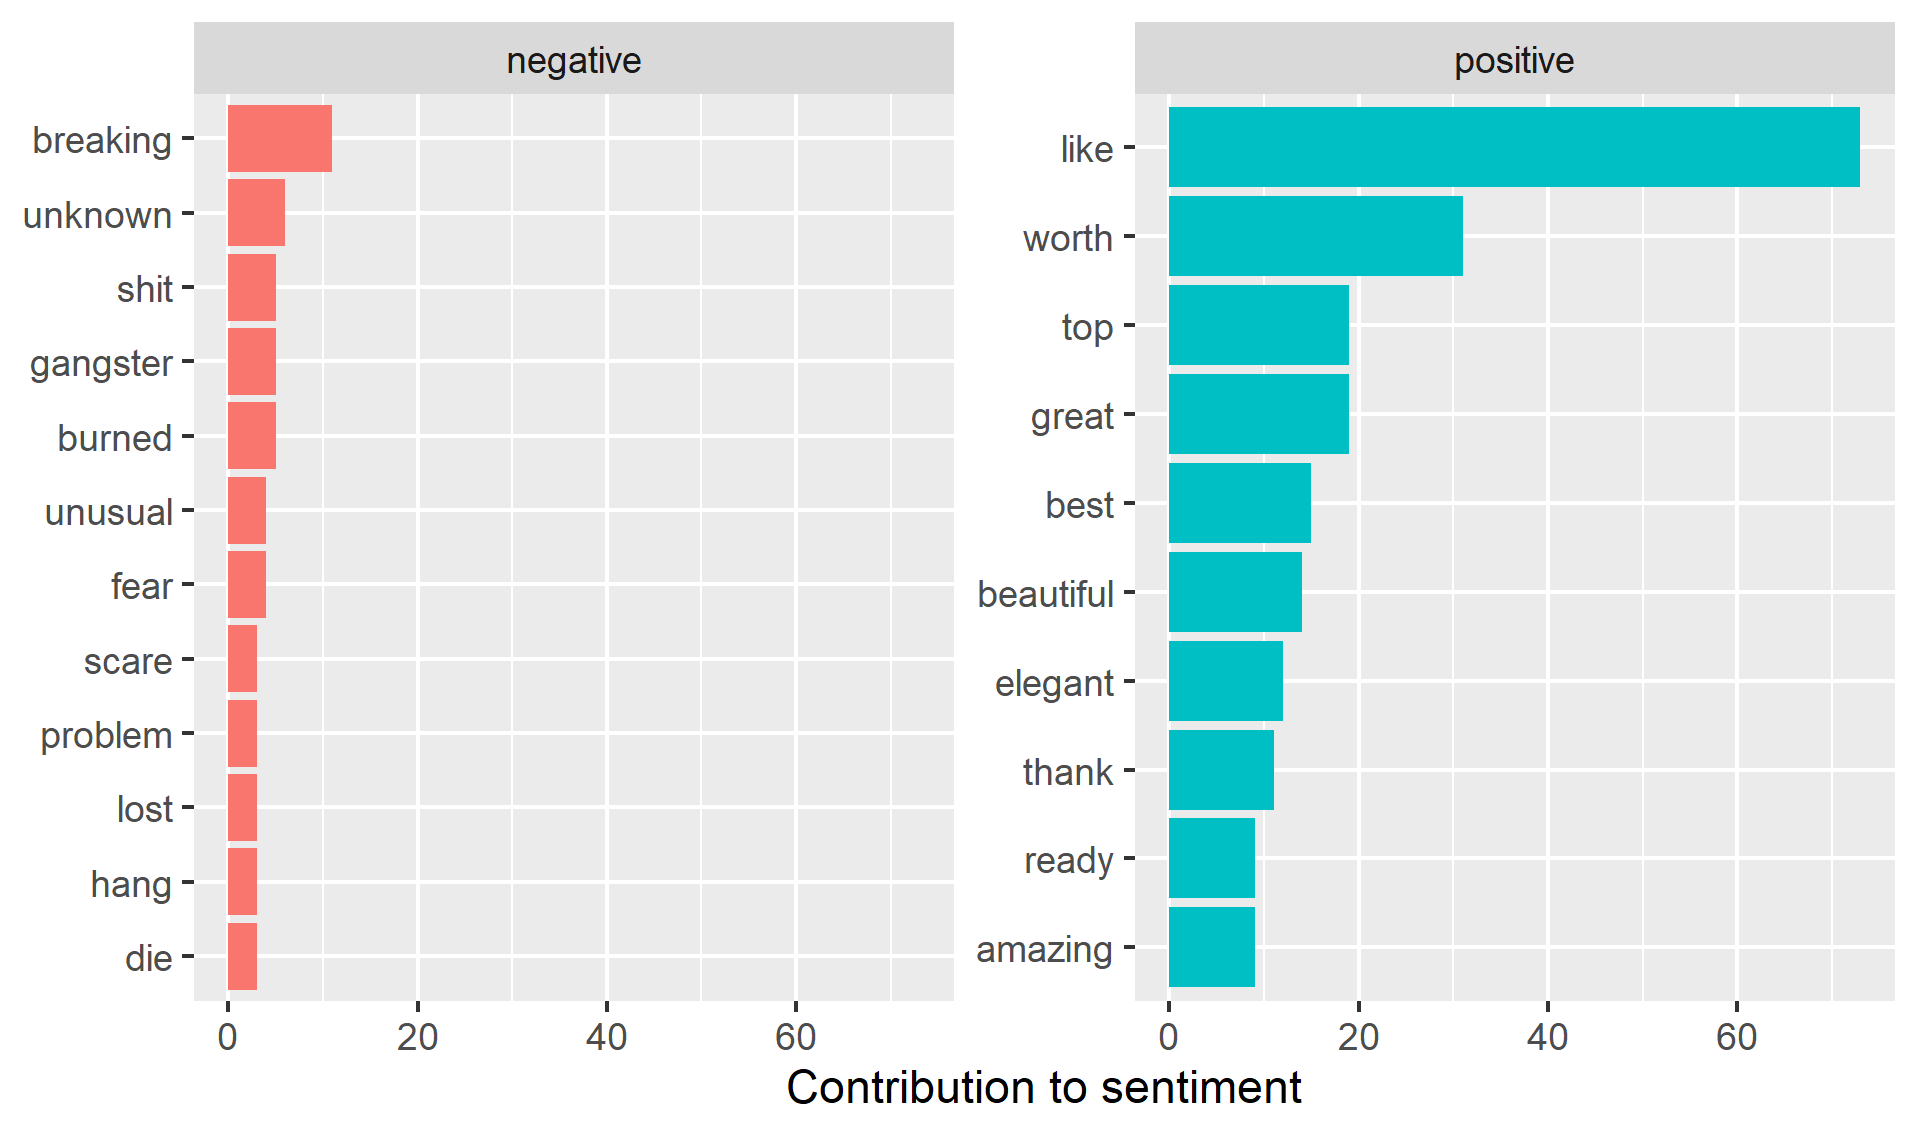 negative
breaking
unknown
shit
gangster
burned
unusual
fear
scare
problem
lost
hang
die
0 20 40 60
positive
like
worth
top
great
best
beautiful
elegant
thank
ready
amazing
0 20 40 60
Contribution to sentiment